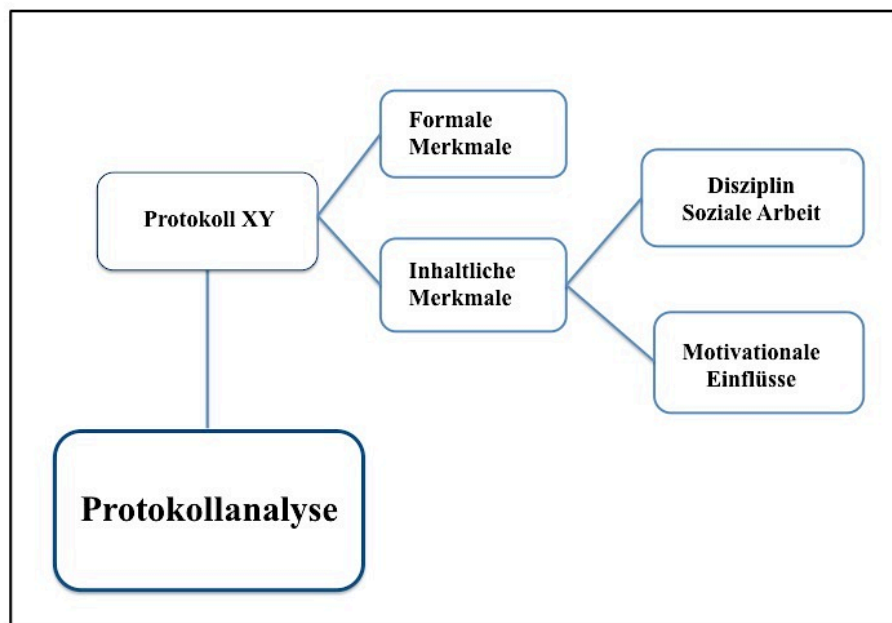 Formale
Merkmale
Protokoll XY
Inhaltliche
Merkmale
Disziplin
Soziale Arbeit
Motivationale
Einflüsse
Protokollanalyse